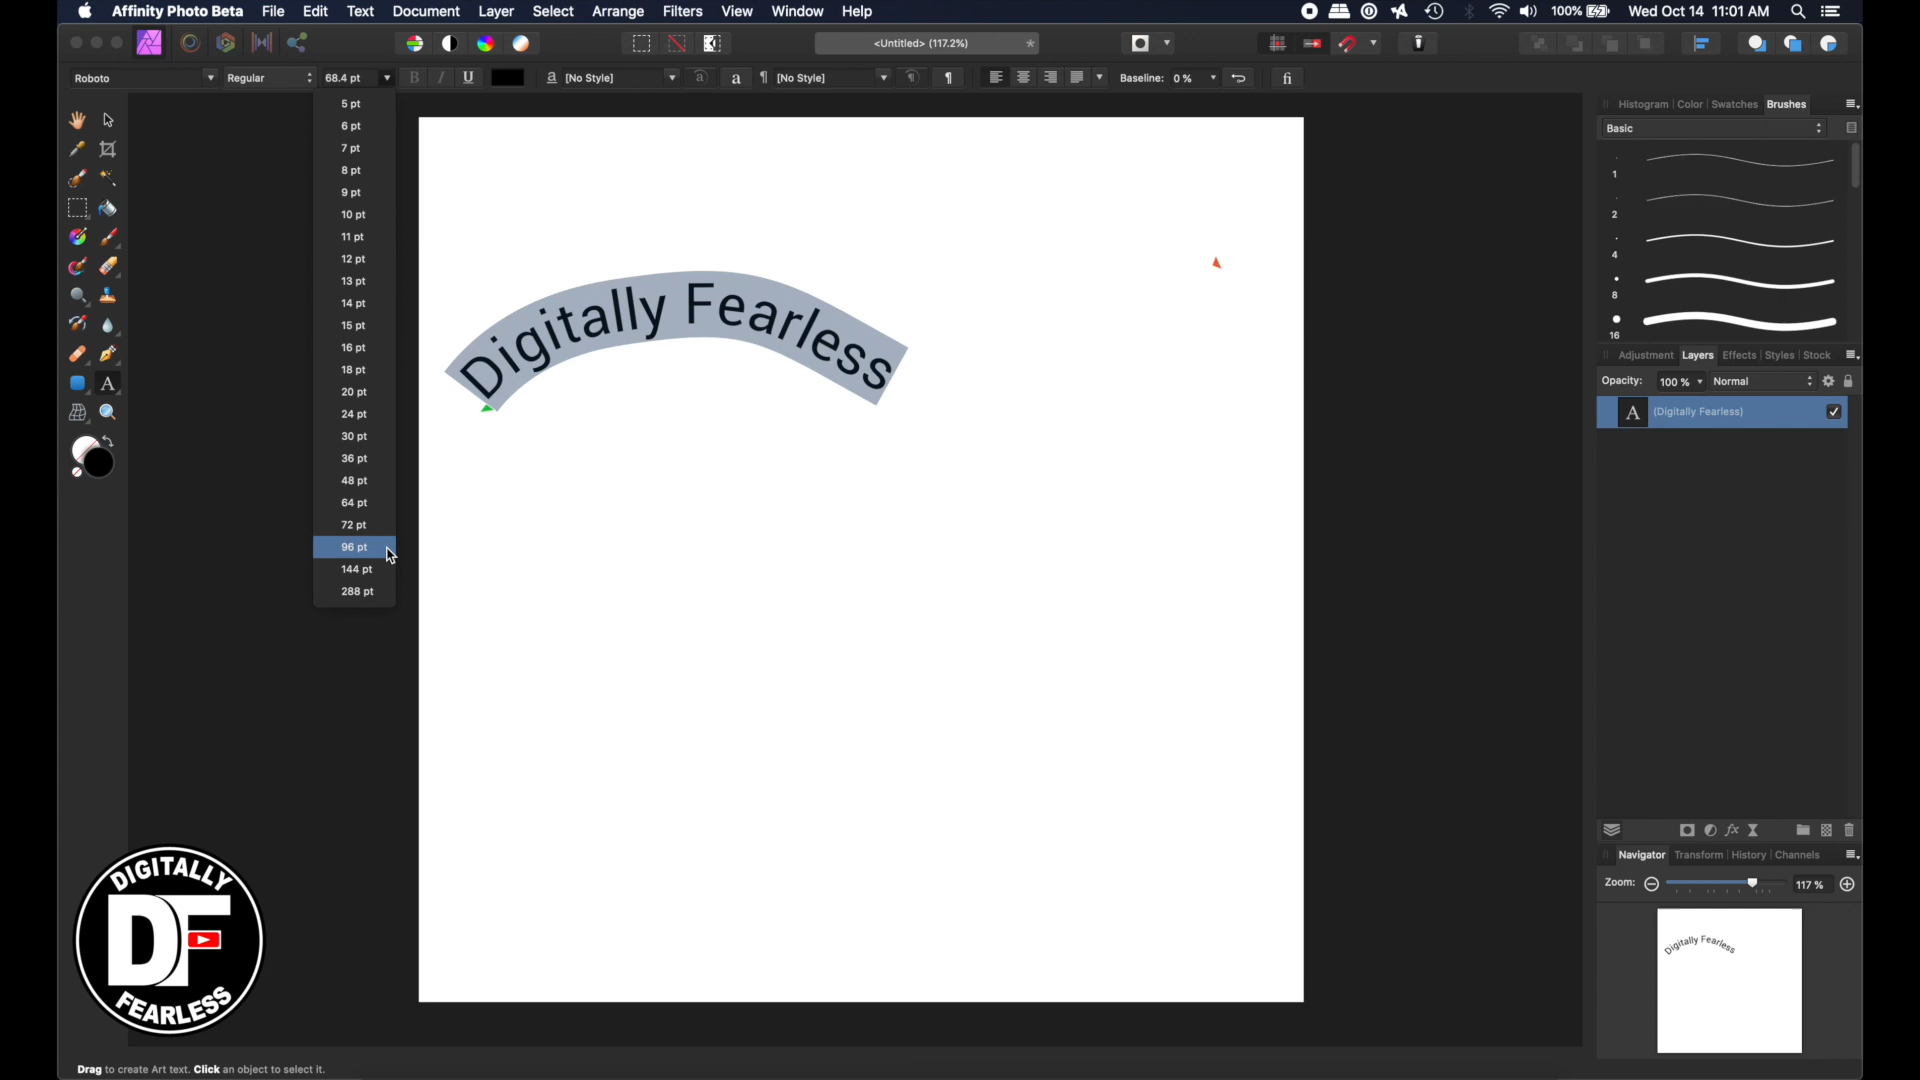 Affinity Photo Beta File Edit Text Document Layer Select Arrange Filters View Window Help
100% Wed Oct 14 11:01 AM
<Untitled> (117.2%)
Roboto Regular 68.4 pt B I U a [No Style] a a ¶ [No Style] ¶ ¶ Baseline: 0 % fi
5 pt
6 pt
7 pt
8 pt
9 pt
10 pt
11 pt
12 pt
13 pt
14 pt
15 pt
16 pt
18 pt
20 pt
24 pt
30 pt
36 pt
48 pt
64 pt
72 pt
96 pt
144 pt
288 pt
Digitally Fearless
Histogram Color Swatches Brushes
Basic
1
2
4
8
16
Adjustment Layers Effects Styles Stock
Opacity: 100 % Normal
A (Digitally Fearless)
fx
Navigator Transform History Channels
Zoom: 117 %
Digitally Fearless
DIGITALLY
DF
FEARLESS
Drag to create Art text. Click an object to select it.